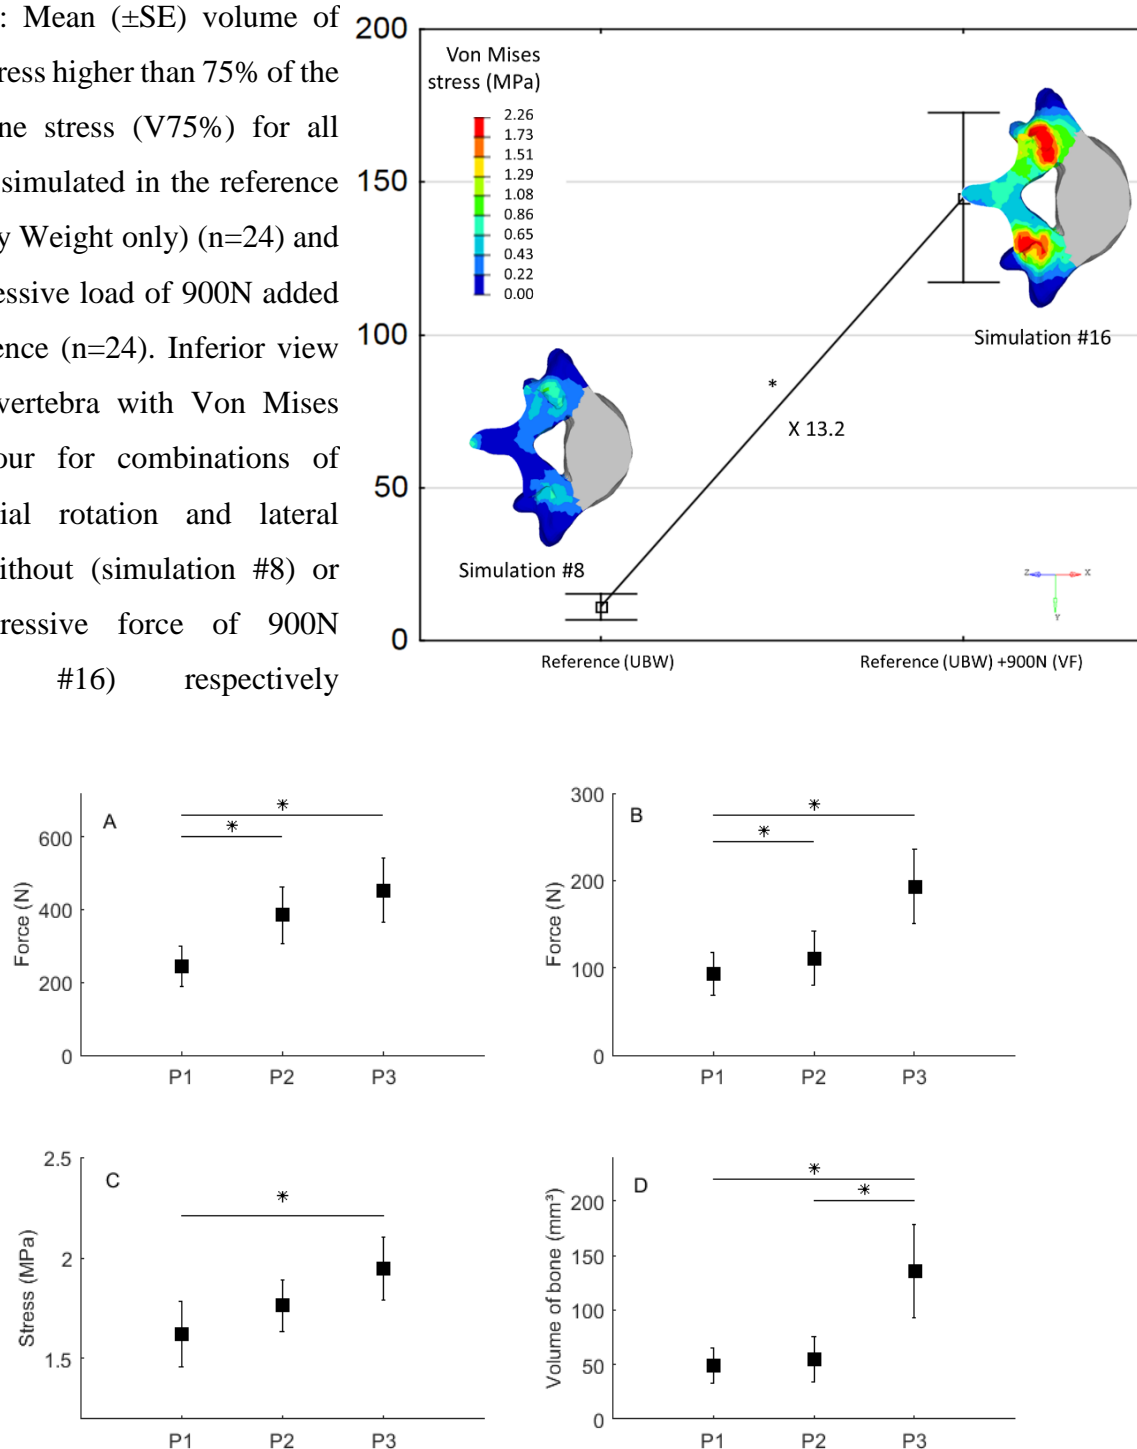 : Mean (±SE) volume of
ress higher than 75% of the
ne stress (V75%) for all
simulated in the reference
y Weight only) (n=24) and
essive load of 900N added
ence (n=24). Inferior view
vertebra with Von Mises
our for combinations of
ial rotation and lateral
ithout (simulation #8) or
pressive force of 900N
#16) respectively
200
150
100
50
0
Von Mises
stress (MPa)
2.26
1.73
1.51
1.29
1.08
0.86
0.65
0.43
0.22
0.00
Simulation #16
*
X 13.2
Simulation #8
Z X
Y
Reference (UBW)
Reference (UBW) +900N (VF)
A
Force (N)
600
400
200
0
*
*
P1 P2 P3
B
Force (N)
300
200
100
0
*
*
P1 P2 P3
C
Stress (MPa)
2.5
2
1.5
*
P1 P2 P3
D
Volume of bone (mm³)
200
150
100
50
0
*
*
P1 P2 P3